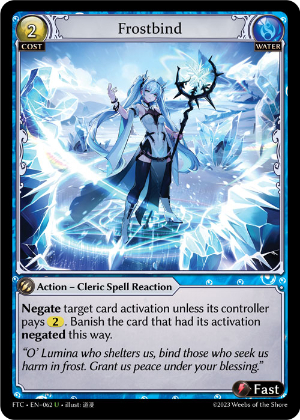 2
Frostbind
COST
WATER
Action – Cleric Spell Reaction
Negate target card activation unless its controller
pays 2 . Banish the card that had its activation
negated this way.
“O’ Lumina who shelters us, bind those who seek us
harm in frost. Grant us peace under your blessing.”
Fast
FTC • EN-062 U • illust:
©2023 Weebs of the Shore